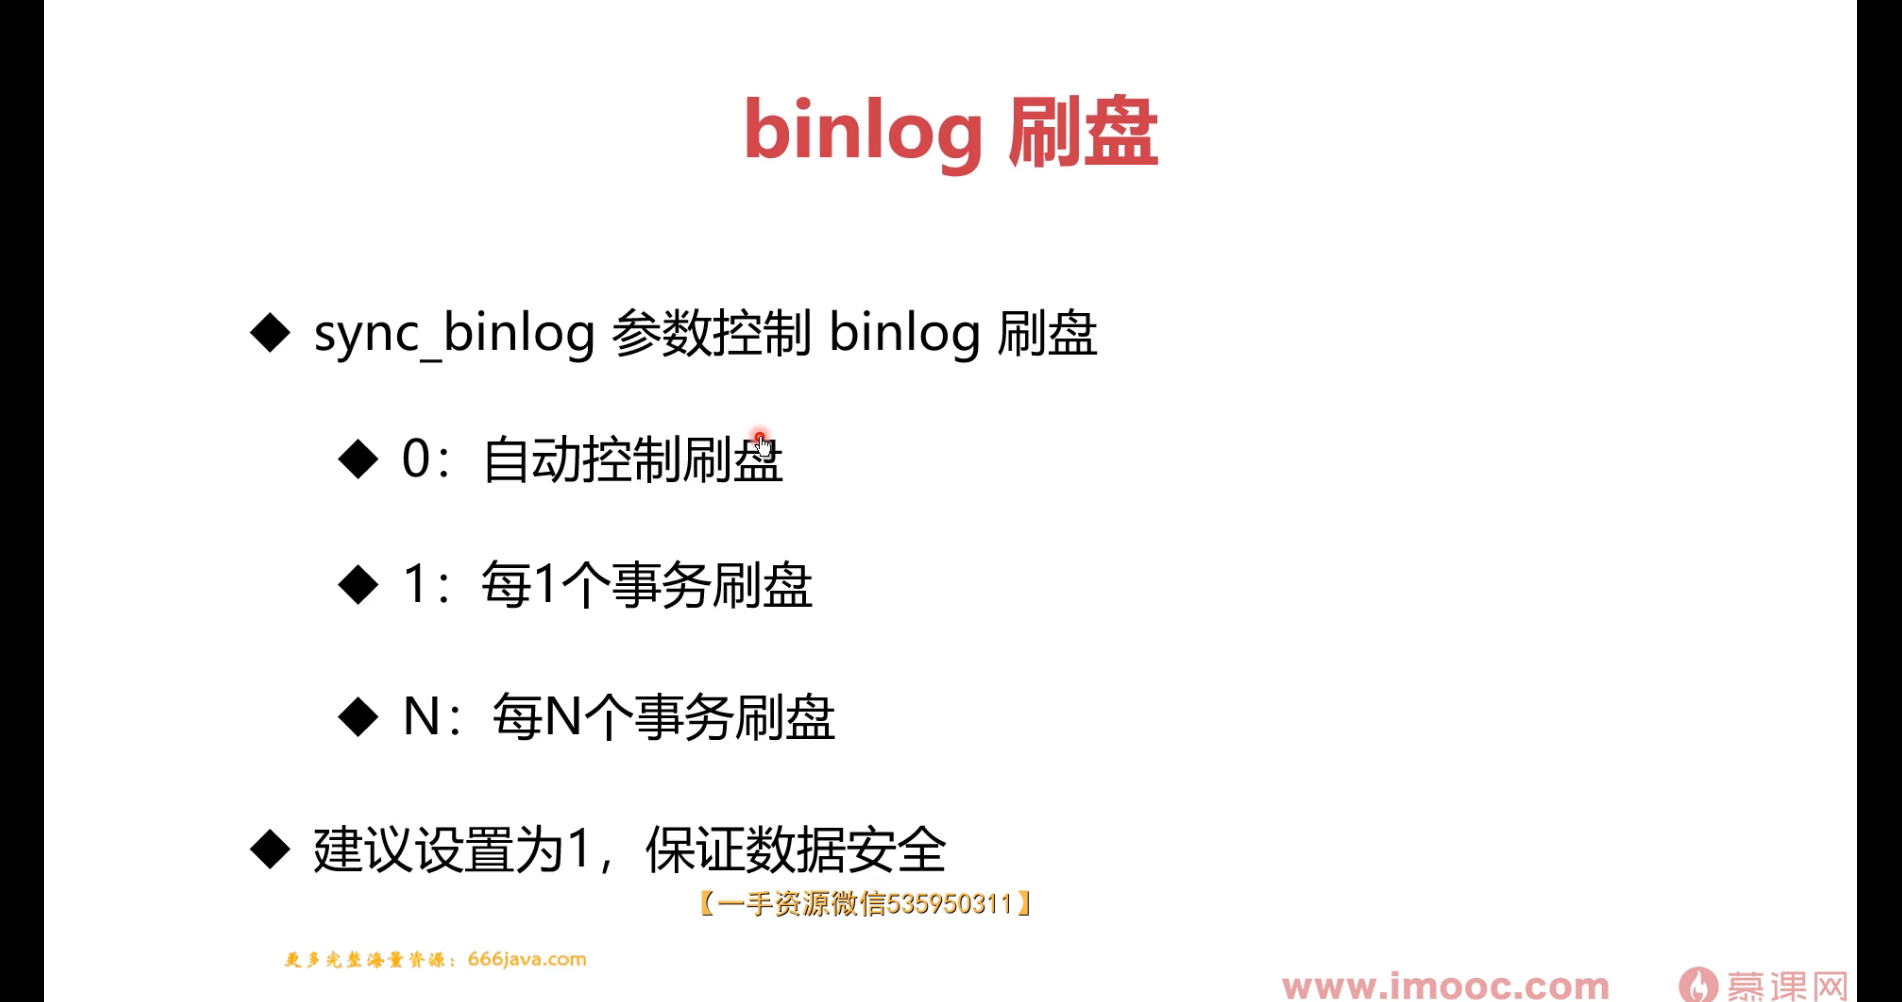 binlog 刷盘
◆ sync_binlog 参数控制 binlog 刷盘
◆ 0：自动控制刷盘
◆ 1：每1个事务刷盘
◆ N：每N个事务刷盘
◆ 建议设置为1，保证数据安全
【一手资源微信535950311】
更多完整海量资源：666java.com
www.imooc.com 慕课网